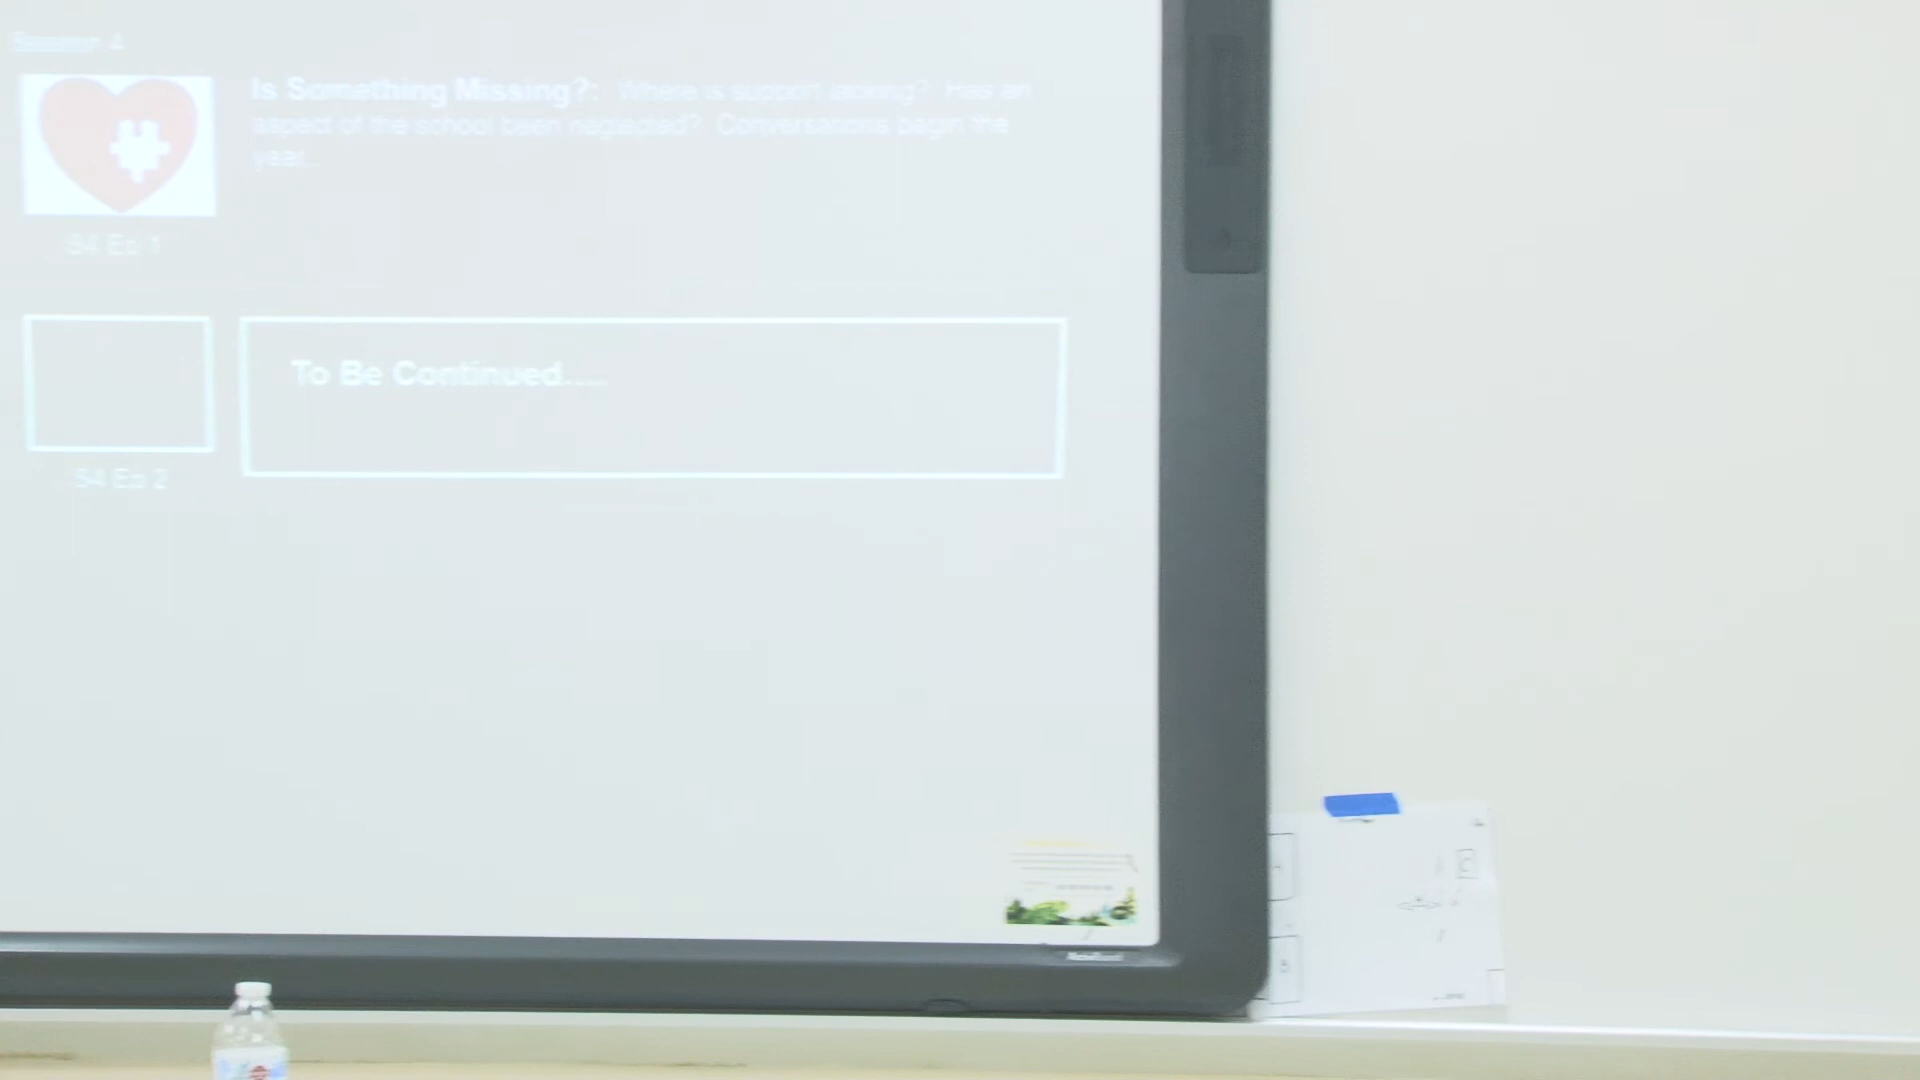 Season 4
Is Something Missing?: Where is support lacking? Has an
aspect of the school been neglected? Conversations begin the
year...
S4 Ep 1
To Be Continued.....
S4 Ep 2